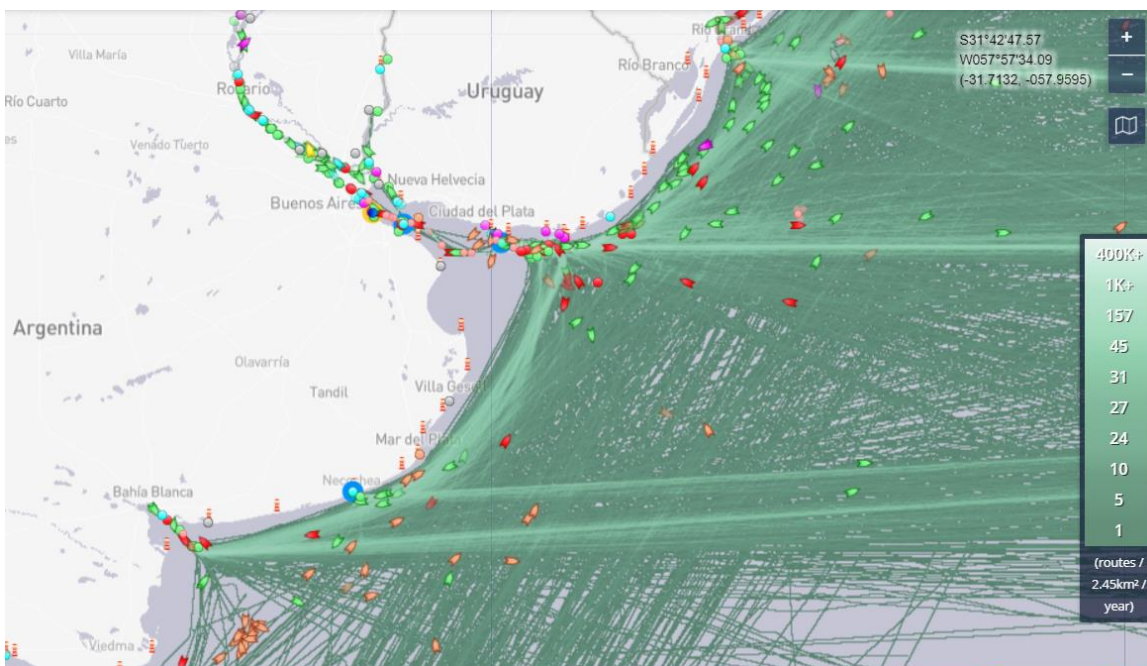 Villa María
Río Cuarto
es
Venado Tuerto
Rosario
Uruguay
Río Branco
S31°42'47.57
W057°57'34.09
(-31.7132, -057.9595)
+
−
Nueva Helvecia
Buenos Aires
Ciudad del Plata
Argentina
Olavarría
Tandil
Villa Gesell
Mar del Plata
Necochea
Bahía Blanca
Viedma
400K+
1K+
157
45
31
27
24
10
5
1
(routes /
2.45km² /
year)